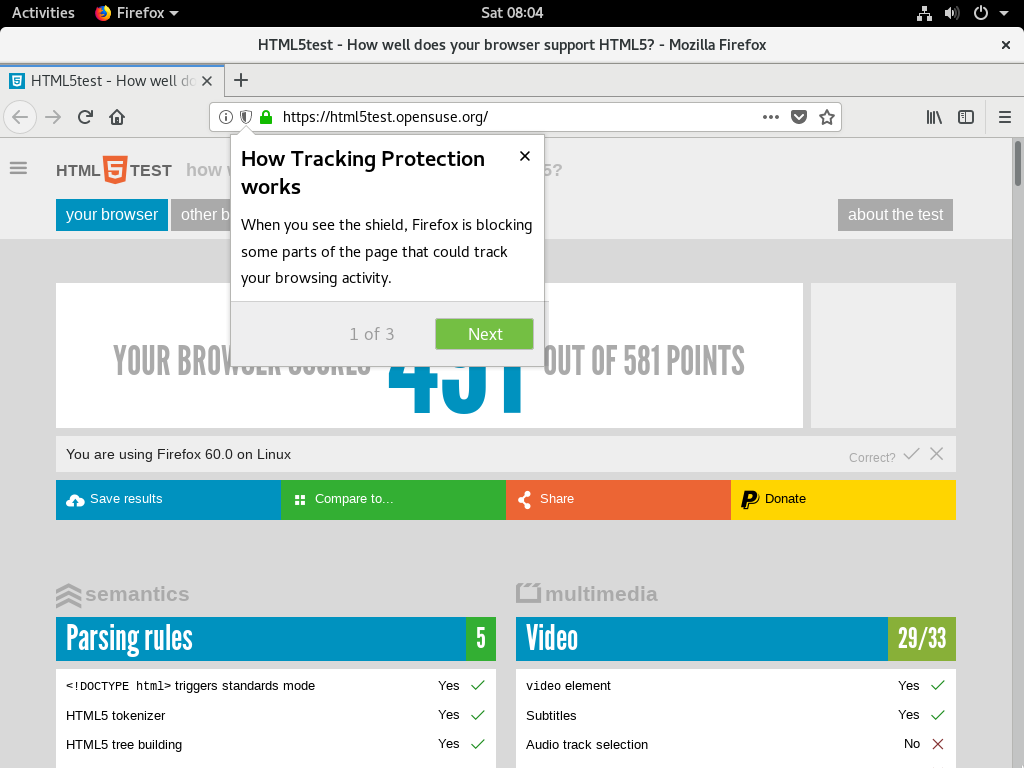 Activities Firefox Sat 08:04
HTML5test - How well does your browser support HTML5? - Mozilla Firefox
HTML5test - How well do
https://html5test.opensuse.org/
How Tracking Protection
works
When you see the shield, Firefox is blocking
some parts of the page that could track
your browsing activity.
1 of 3 Next
HTML 5 TEST how 5?
your browser other b about the test
YOUR BROWSER SCORES 491 OUT OF 581 POINTS
You are using Firefox 60.0 on Linux Correct?
Save results Compare to... Share Donate
semantics
Parsing rules 5
<!DOCTYPE html> triggers standards mode Yes
HTML5 tokenizer Yes
HTML5 tree building Yes
multimedia
Video 29/33
video element Yes
Subtitles Yes
Audio track selection No